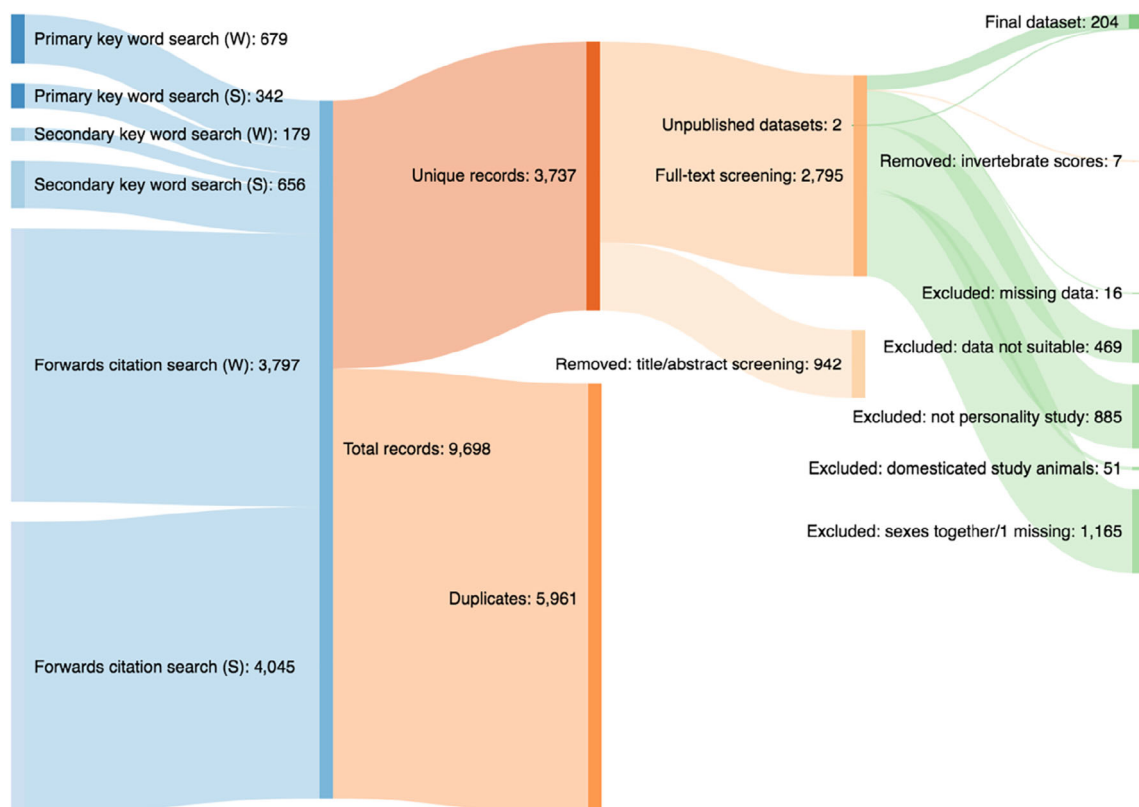 Primary key word search (W): 679
Primary key word search (S): 342
Secondary key word search (W): 179
Secondary key word search (S): 656
Forwards citation search (W): 3,797
Forwards citation search (S): 4,045
Total records: 9,698
Unique records: 3,737
Duplicates: 5,961
Unpublished datasets: 2
Full-text screening: 2,795
Removed: title/abstract screening: 942
Final dataset: 204
Removed: invertebrate scores: 7
Excluded: missing data: 16
Excluded: data not suitable: 469
Excluded: not personality study: 885
Excluded: domesticated study animals: 51
Excluded: sexes together/1 missing: 1,165